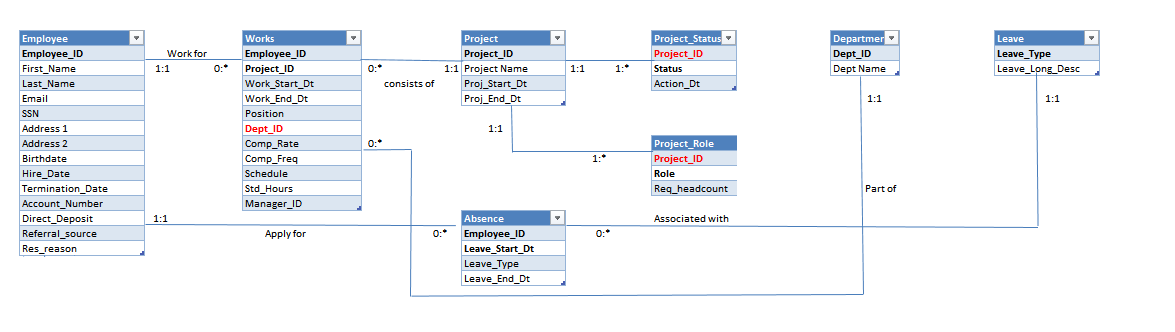 Employee
Employee_ID
First_Name
Last_Name
Email
SSN
Address 1
Address 2
Birthdate
Hire_Date
Termination_Date
Account_Number
Direct_Deposit
Referral_source
Res_reason
Work for
1:1
0:*
Works
Employee_ID
Project_ID
Work_Start_Dt
Work_End_Dt
Position
Dept_ID
Comp_Rate
Comp_Freq
Schedule
Std_Hours
Manager_ID
0:*
1:1
consists of
Project
Project_ID
Project Name
Proj_Start_Dt
Proj_End_Dt
1:1
1:*
Project_Status
Project_ID
Status
Action_Dt
1:1
1:*
Project_Role
Project_ID
Role
Req_headcount
Departmen
Dept_ID
Dept Name
1:1
Part of
0:*
Leave
Leave_Type
Leave_Long_Desc
1:1
1:1
Apply for
0:*
Absence
Employee_ID
Leave_Start_Dt
Leave_Type
Leave_End_Dt
Associated with
0:*